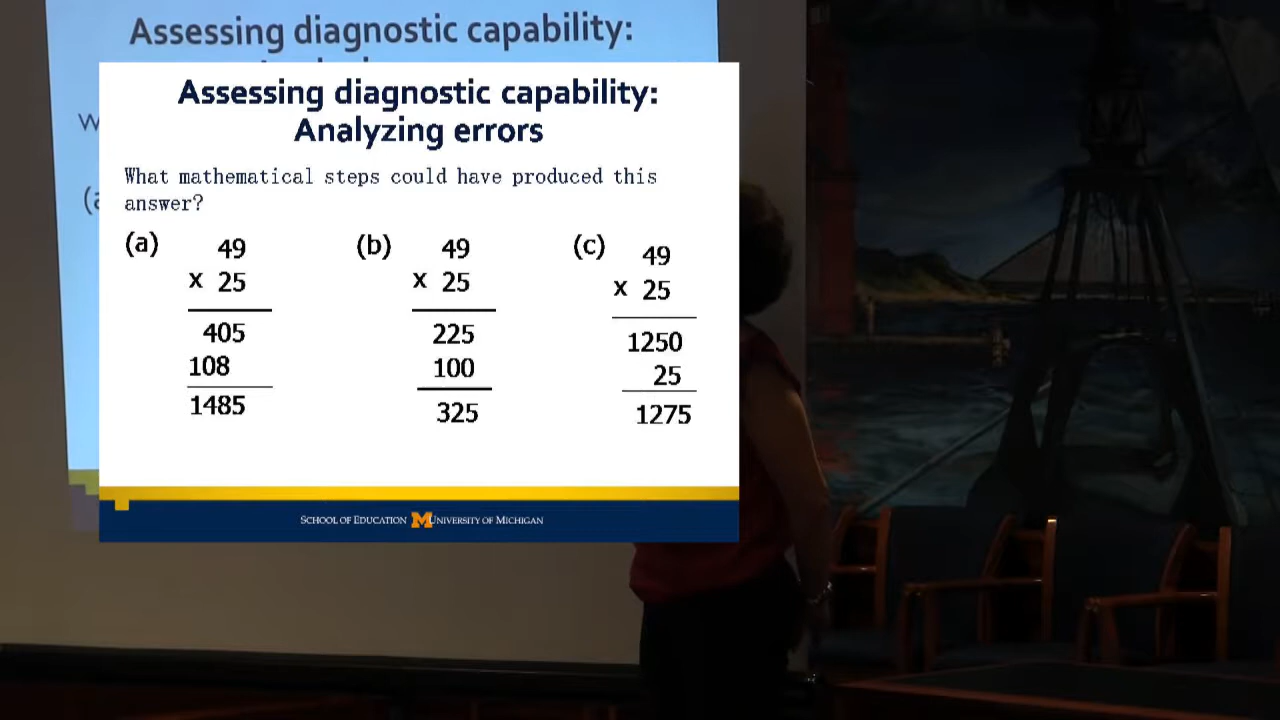 Assessing diagnostic capability:
W
(a
Assessing diagnostic capability:
Analyzing errors
What mathematical steps could have produced this
answer?
(a)
49
x 25
405
108
1485
(b)
49
x 25
225
100
325
(c)
49
x 25
1250
25
1275
SCHOOL OF EDUCATION M UNIVERSITY OF MICHIGAN